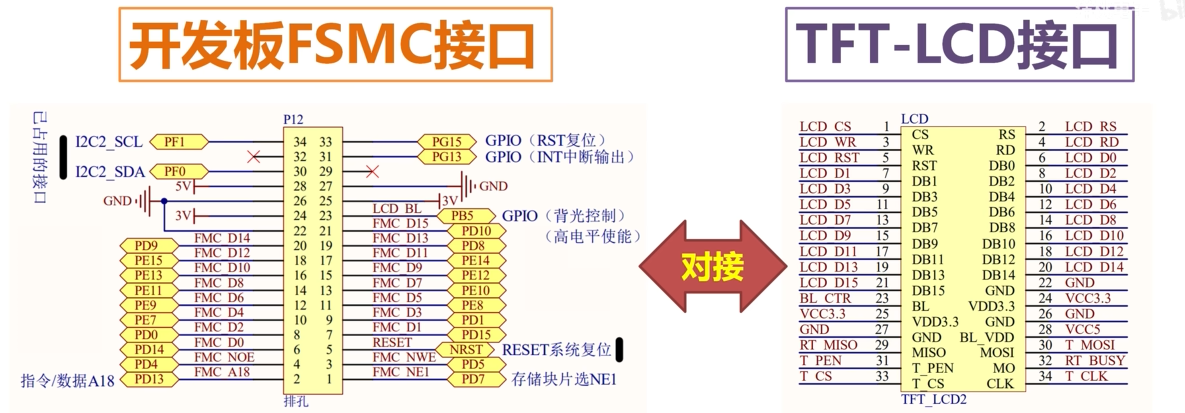 开发板FSMC接口
TFT-LCD接口
已占用的接口
P12
I2C2_SCL PF1 34 33 PG15 GPIO（RST复位）
32 31 PG13 GPIO（INT中断输出）
I2C2_SDA PF0 30 29
5V 28 27 GND
GND 26 25 3V
3V 24 23 LCD_BL PB5 GPIO（背光控制）
（高电平使能）
22 21 FMC_D15 PD10
PD9 FMC_D14 20 19 FMC_D13 PD8
PE15 FMC_D12 18 17 FMC_D11 PE14
PE13 FMC_D10 16 15 FMC_D9 PE12
PE11 FMC_D8 14 13 FMC_D7 PE10
PE9 FMC_D6 12 11 FMC_D5 PE8
PE7 FMC_D4 10 9 FMC_D3 PD1
PD0 FMC_D2 8 7 FMC_D1 PD15
PD14 FMC_D0 6 5 RESET NRST RESET系统复位
PD4 FMC_NOE 4 3 FMC_NWE PD5
指令/数据A18 PD13 FMC_A18 2 1 FMC_NE1 PD7 存储块片选NE1
排孔
对接
LCD
LCD_CS 1 CS RS 2 LCD_RS
LCD_WR 3 WR RD 4 LCD_RD
LCD_RST 5 RST DB0 6 LCD_D0
LCD_D1 7 DB1 DB2 8 LCD_D2
LCD_D3 9 DB3 DB4 10 LCD_D4
LCD_D5 11 DB5 DB6 12 LCD_D6
LCD_D7 13 DB7 DB8 14 LCD_D8
LCD_D9 15 DB9 DB10 16 LCD_D10
LCD_D11 17 DB11 DB12 18 LCD_D12
LCD_D13 19 DB13 DB14 20 LCD_D14
LCD_D15 21 DB15 GND 22 GND
BL_CTR 23 BL VDD3.3 24 VCC3.3
VCC3.3 25 VDD3.3 GND 26 GND
GND 27 GND BL_VDD 28 VCC5
RT_MISO 29 MISO MOSI 30 T_MOSI
T_PEN 31 T_PEN MO 32 RT_BUSY
T_CS 33 T_CS CLK 34 T_CLK
TFT_LCD2